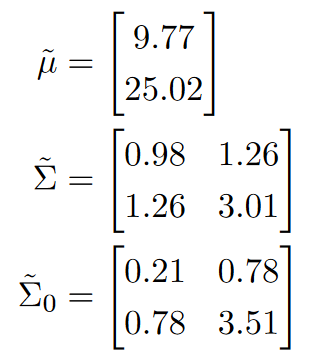 μ̃ = [9.77
25.02]
Σ̃ = [0.98 1.26
1.26 3.01]
Σ̃₀ = [0.21 0.78
0.78 3.51]